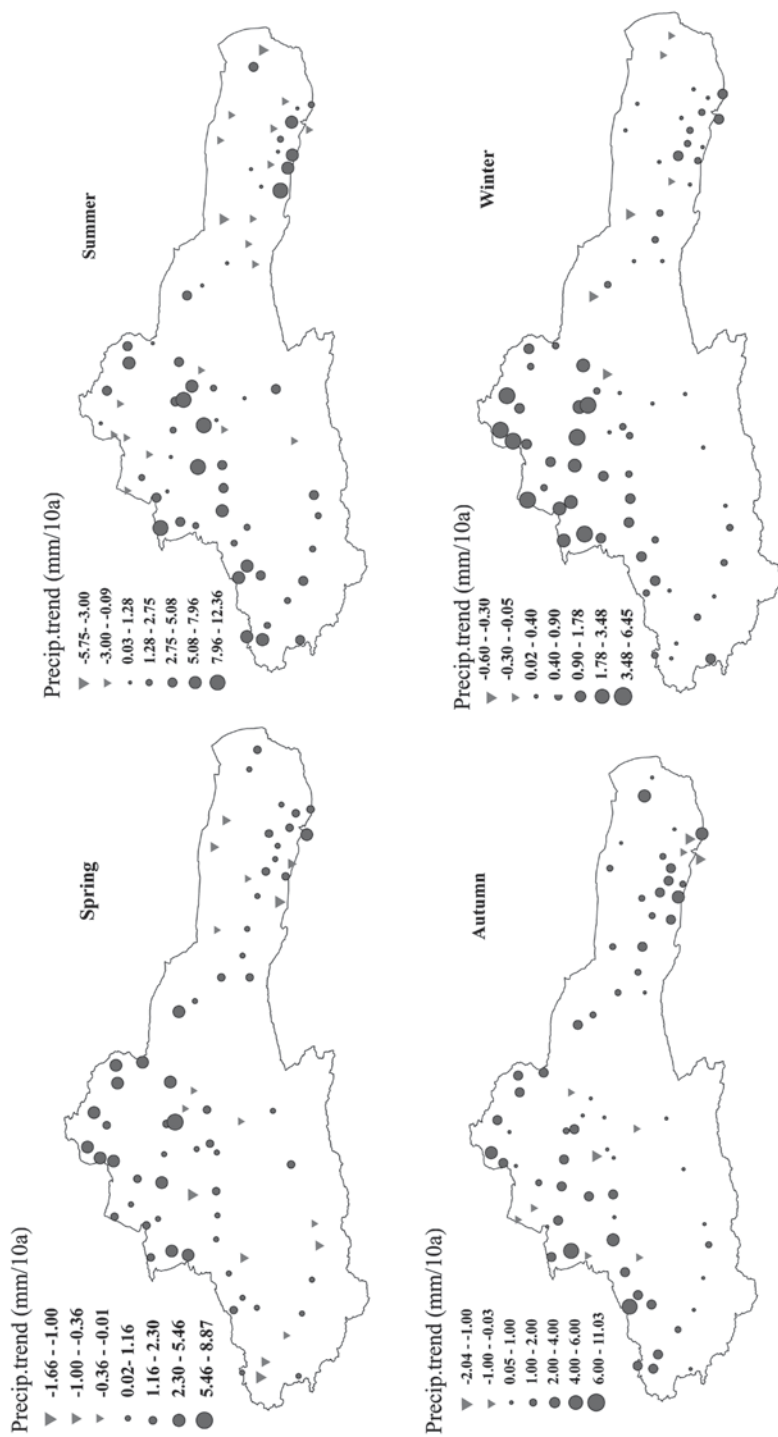 Precip.trend (mm/10a)
-1.66 - -1.00
-1.00 - -0.36
-0.36 - -0.01
0.02- 1.16
1.16 - 2.30
2.30 - 5.46
5.46 - 8.87
Spring
Precip.trend (mm/10a)
-5.75- -3.00
-3.00 - -0.09
0.03 - 1.28
1.28 - 2.75
2.75 - 5.08
5.08 - 7.96
7.96 - 12.36
Summer
Precip.trend (mm/10a)
-2.04 - -1.00
-1.00 - -0.03
0.05 - 1.00
1.00 - 2.00
2.00 - 4.00
4.00 - 6.00
6.00 - 11.03
Autumn
Precip.trend (mm/10a)
-0.60 - -0.30
-0.30 - -0.05
0.02 - 0.40
0.40 - 0.90
0.90 - 1.78
1.78 - 3.48
3.48 - 6.45
Winter